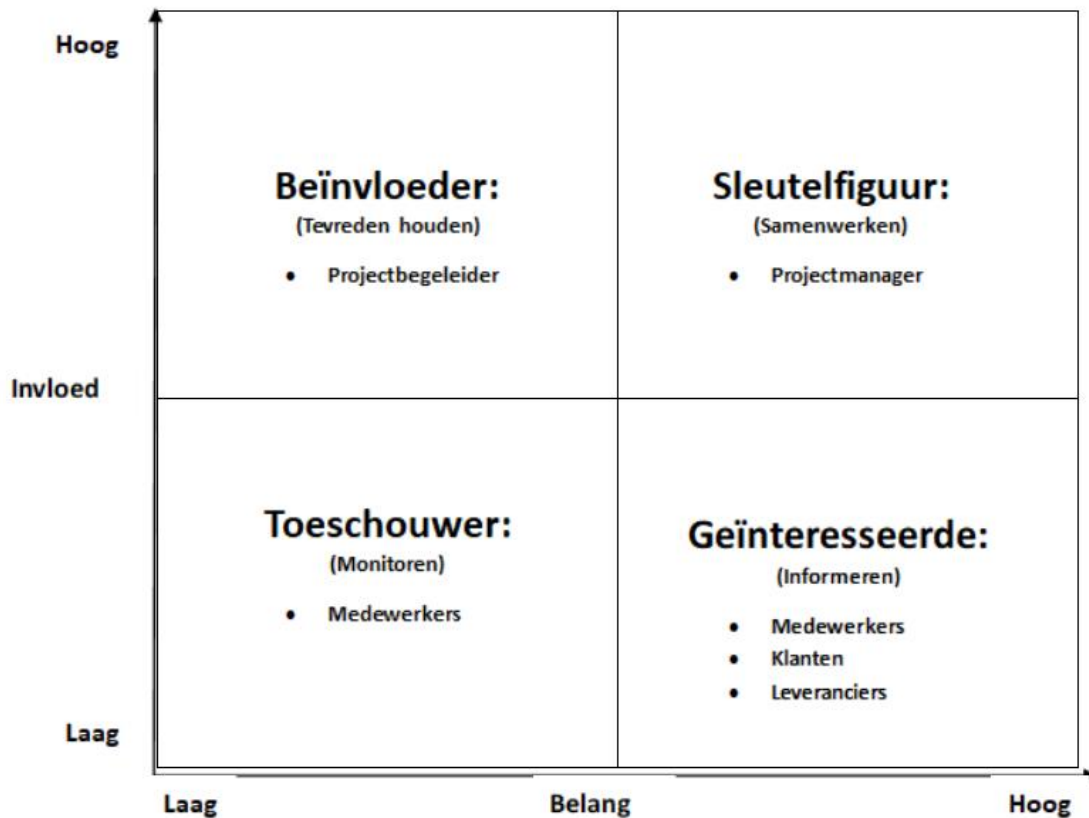 Hoog
Beïnvloeder:
(Tevreden houden)
• Projectbegeleider
Sleutelfiguur:
(Samenwerken)
• Projectmanager
Invloed
Toeschouwer:
(Monitoren)
• Medewerkers
Geïnteresseerde:
(Informeren)
• Medewerkers
• Klanten
• Leveranciers
Laag
Laag
Belang
Hoog